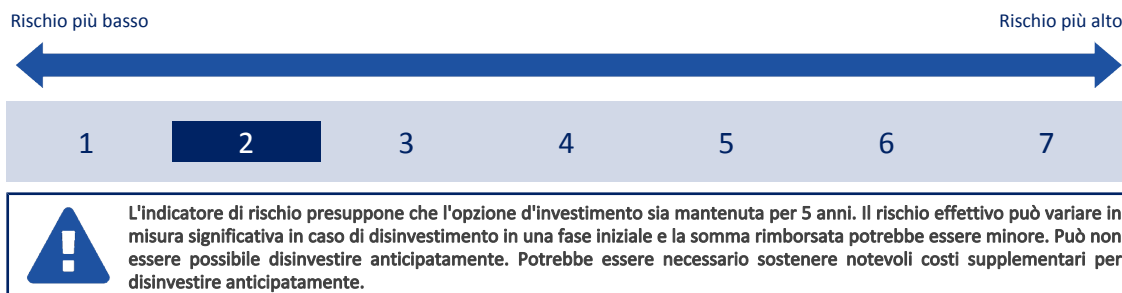 Rischio più basso Rischio più alto
1 2 3 4 5 6 7
L'indicatore di rischio presuppone che l'opzione d'investimento sia mantenuta per 5 anni. Il rischio effettivo può variare in
misura significativa in caso di disinvestimento in una fase iniziale e la somma rimborsata potrebbe essere minore. Può non
essere possibile disinvestire anticipatamente. Potrebbe essere necessario sostenere notevoli costi supplementari per
disinvestire anticipatamente.